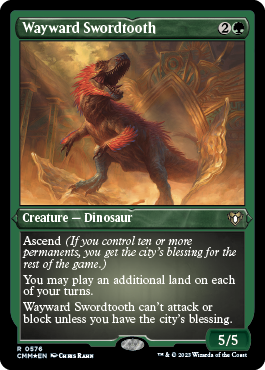 Wayward Swordtooth 2
Creature — Dinosaur
Ascend (If you control ten or more
permanents, you get the city's blessing for
the rest of the game.)
You may play an additional land on each
of your turns.
Wayward Swordtooth can't attack or
block unless you have the city's blessing.
5/5
R 0576
CMM★EN Chris Rahn
™ & © 2023 Wizards of the Coast